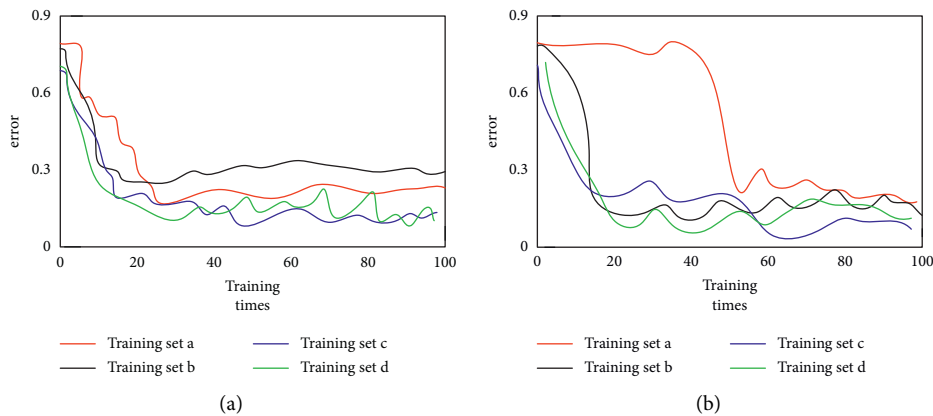 0.9
0.6
0.3
0
error
0 20 40 60 80 100
Training
times
Training set a
Training set b
Training set c
Training set d
(a)
0.9
0.6
0.3
0
error
0 20 40 60 80 100
Training
times
Training set a
Training set b
Training set c
Training set d
(b)